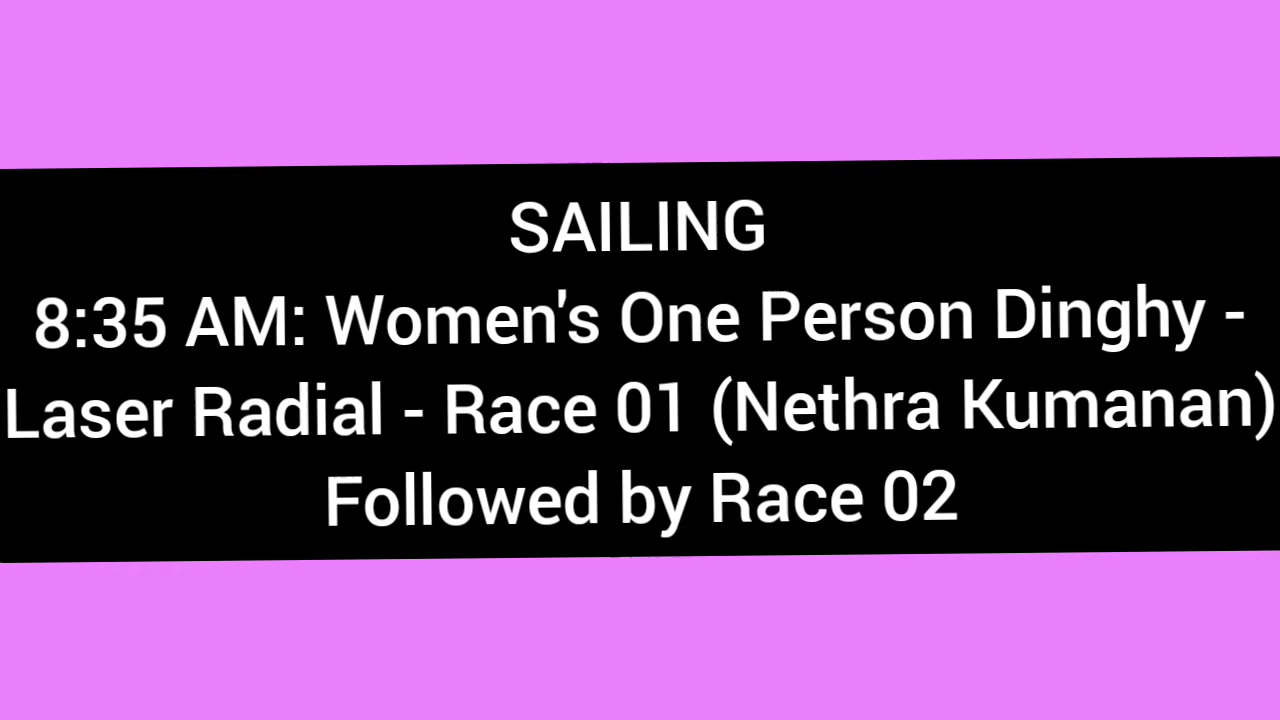 SAILING
8:35 AM: Women's One Person Dinghy -
Laser Radial - Race 01 (Nethra Kumanan)
Followed by Race 02